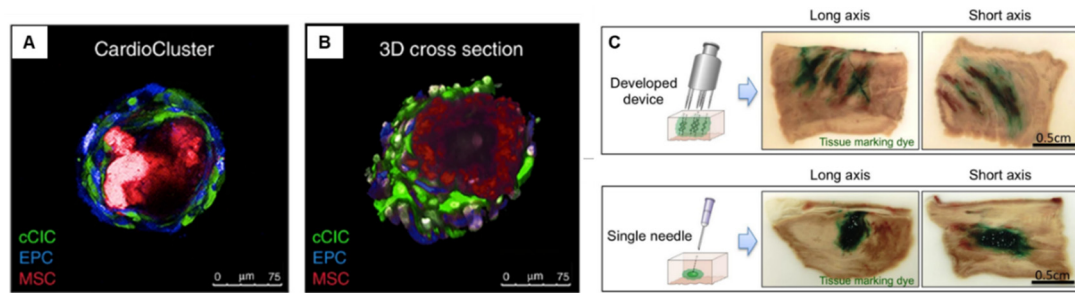 A
CardioCluster
cCIC
EPC
MSC
0 μm 75
B
3D cross section
cCIC
EPC
MSC
0 μm 75
C
Long axis
Short axis
Developed
device
Tissue marking dye
0.5cm
Long axis
Short axis
Single needle
Tissue marking dye
0.5cm